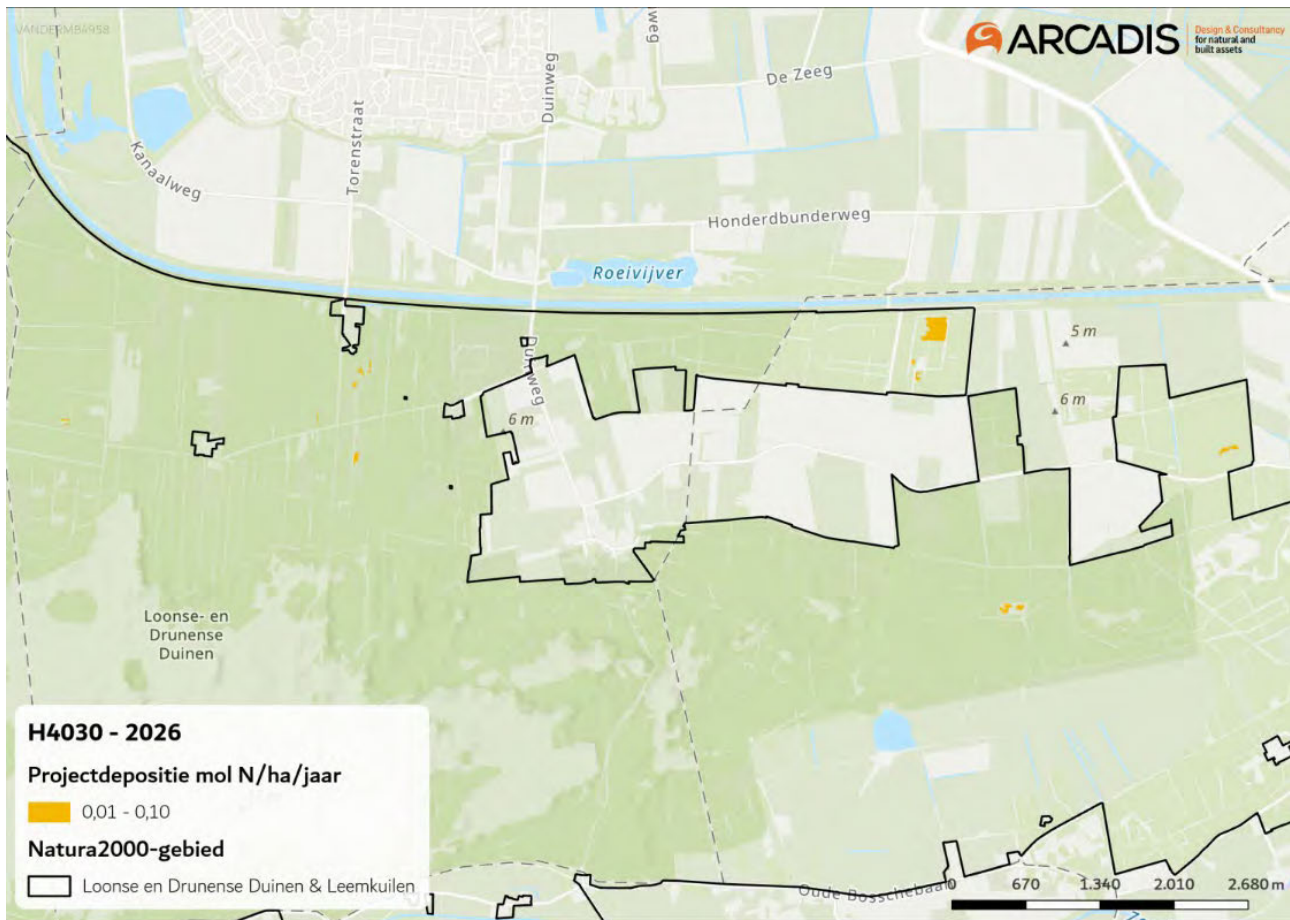 VANDERMB4958
ARCADIS
Design & Consultancy
for natural and
built assets
weg
De Zeeg
Duinweg
Torenstraat
Kanaalweg
Honderdbunderweg
Roeivijver
5 m
Duinweg
6 m
6 m
Loonse- en
Drunense
Duinen
H4030 - 2026
Projectdepositie mol N/ha/jaar
0,01 - 0,10
Natura2000-gebied
Loonse en Drunense Duinen & Leemkuilen
Oude Bosschebaan
0 670 1.340 2.010 2.680 m